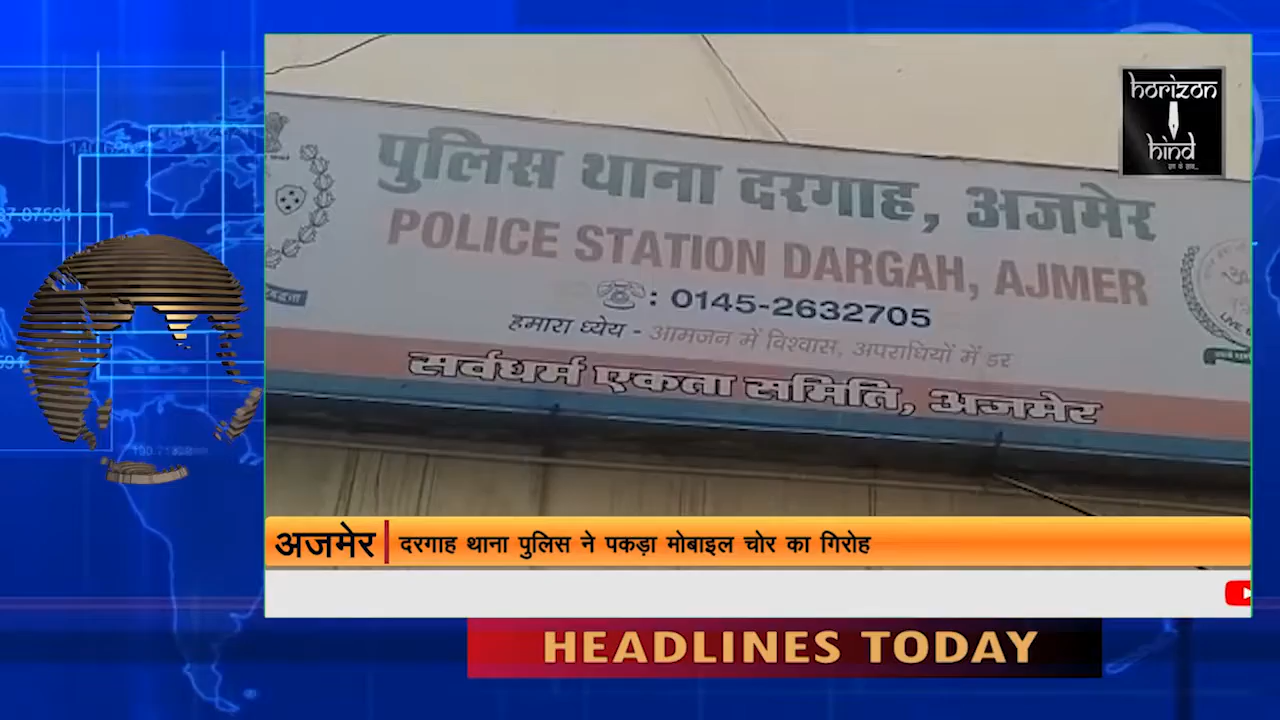 horizon
hind
पुलिस थाना दरगाह, अजमेर
POLICE STATION DARGAH, AJMER
: 0145-2632705
हमारा ध्येय - आमजन में विश्वास, अपराधियों में डर
सर्वधर्म एकता समिति, अजमेर
अजमेर
दरगाह थाना पुलिस ने पकड़ा मोबाइल चोर का गिरोह
HEADLINES TODAY